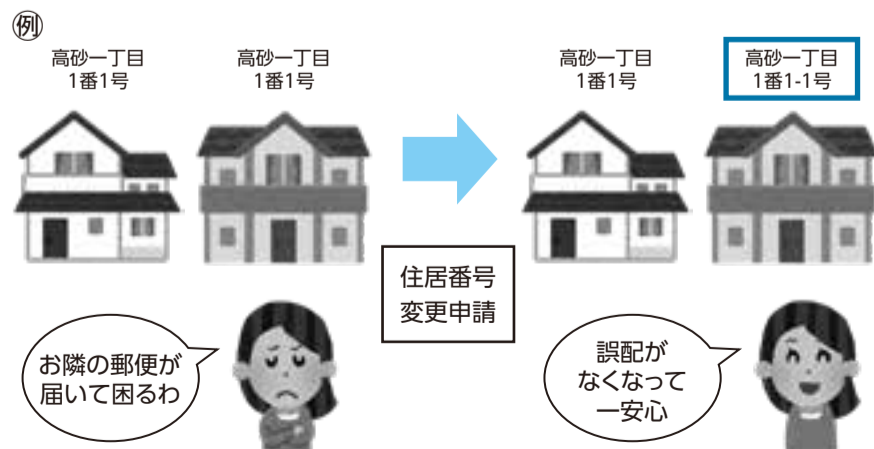 例
高砂一丁目
1番1号
高砂一丁目
1番1号
高砂一丁目
1番1号
高砂一丁目
1番1-1号
住居番号
変更申請
お隣の郵便が
届いて困るわ
誤配が
なくなって
一安心